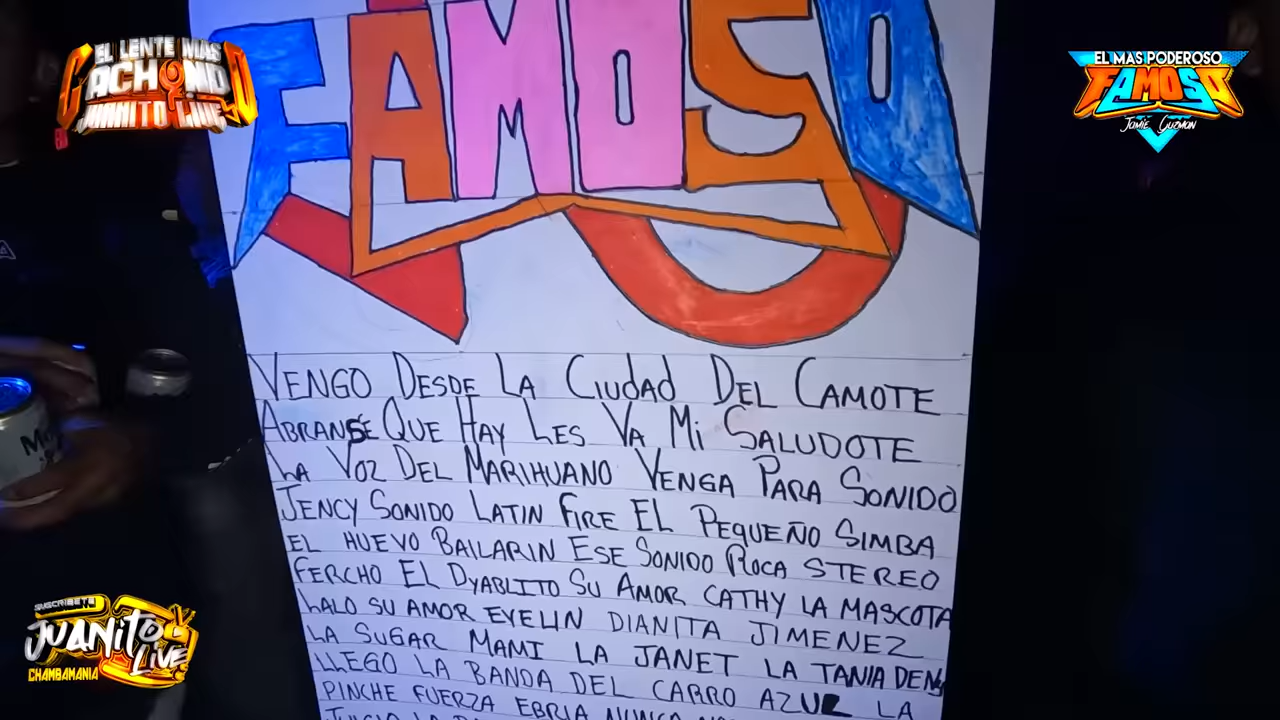 EL LENTE MAS
CACHONDO
JUANITO LIVE
EL MAS PODEROSO
FAMOSO
Jamie Guzman
FAMOSO
VENGO DESDE LA CIUDAD DEL CAMOTE
ABRANSE QUE HAY LES VA MI SALUDOTE
LA VOZ DEL MARIHUANO VENGA PARA SONIDO
JENCY SONIDO LATIN FIRE EL PEQUEÑO SIMBA
EL HUEVO BAILARIN ESE SONIDO ROCA STEREO
FERCHO EL DYABLITO SU AMOR CATHY LA MASCOTA
LALO SU AMOR EVELIN DIANITA JIMENEZ
LA SUGAR MAMI LA JANET LA TANIA
LLEGO LA BANDA DEL CARRO AZUL LA
PINCHE FUERZA EBRIA NUNCA
SUSCRIBETE
JUANITO
LIVE
CHAMBAMANIA